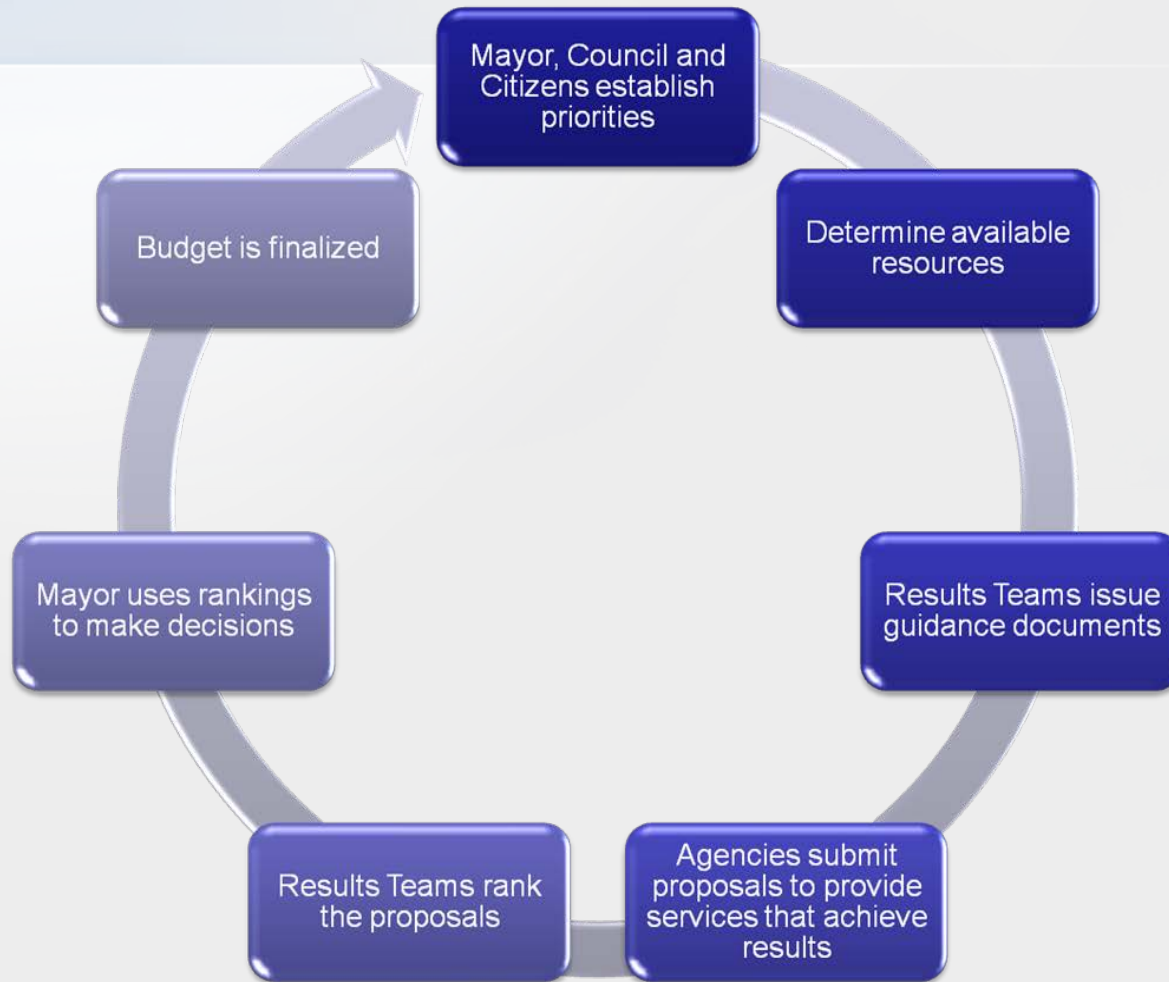 Mayor, Council and
Citizens establish
priorities
Determine available
resources
Results Teams issue
guidance documents
Agencies submit
proposals to provide
services that achieve
results
Results Teams rank
the proposals
Mayor uses rankings
to make decisions
Budget is finalized